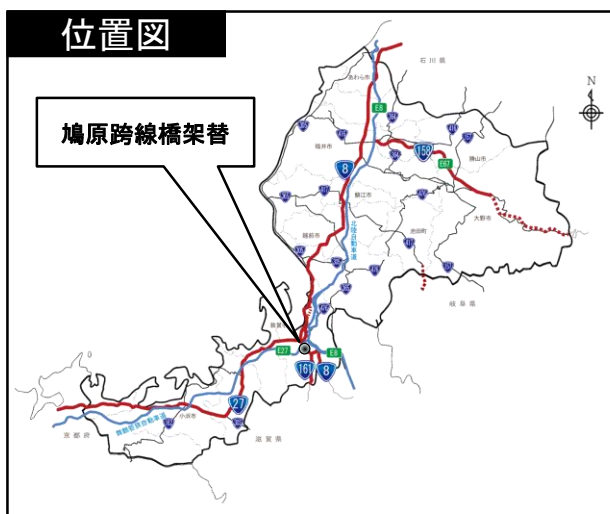 位置図
石川県
あわら市
N
E8
鳩原跨線橋架替
158
福井市
勝山市
E67
8
鯖江市
大野市
池田町
越前市
北陸自動車道
岐阜県
敦賀市
E27
E8
161
8
27
小浜市
舞鶴若狭自動車道
京都府
滋賀県